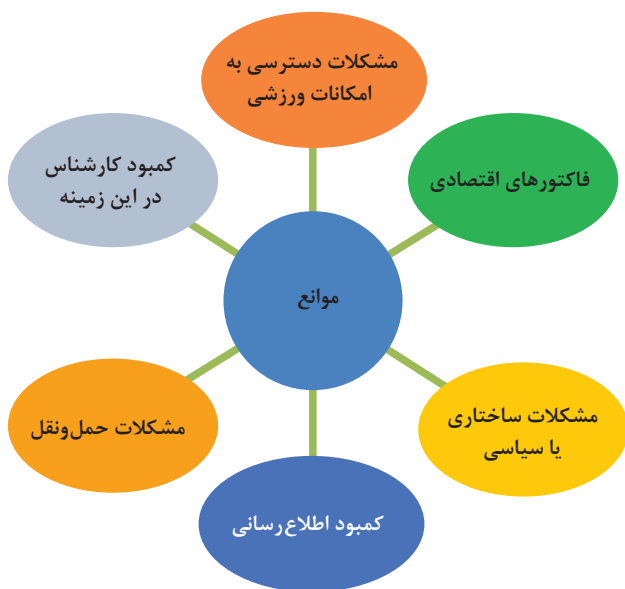 مشکلات دسترسی به
امکانات ورزشی
کمبود کارشناس
در این زمینه
فاکتورهای اقتصادی
موانع
مشکلات ساختاری
یا سیاسی
مشکلات حمل‌ونقل
کمبود اطلاع‌رسانی